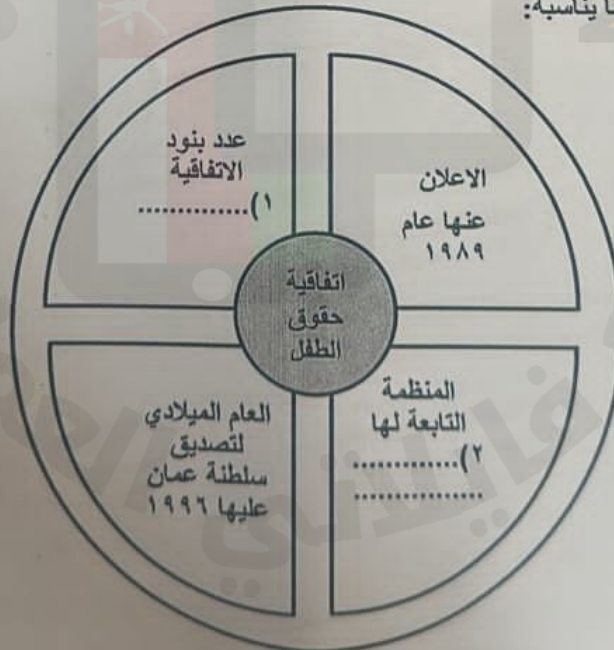 ما يناسبه:
الاعلان
عنها عام
١٩٨٩
عدد بنود
الاتفاقية
١)..............
اتفاقية
حقوق
الطفل
المنظمة
التابعة لها
٢)............
...............
العام الميلادي
لتصديق
سلطنة عمان
عليها ١٩٩٦